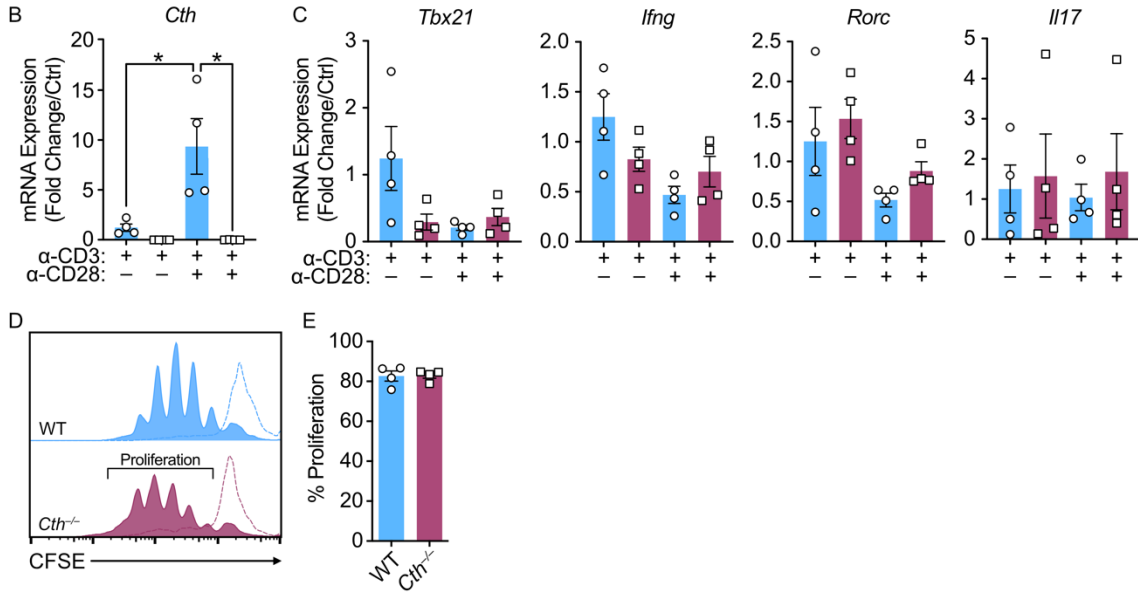 B
Cth
mRNA Expression
(Fold Change/Ctrl)
20
15
10
5
0
* *
α-CD3: + + + +
α-CD28: – – + +
C
Tbx21
mRNA Expression
(Fold Change/Ctrl)
3
2
1
0
α-CD3: + + + +
α-CD28: – – + +
Ifng
2.0
1.5
1.0
0.5
0.0
+ + + +
– – + +
Rorc
2.5
2.0
1.5
1.0
0.5
0.0
+ + + +
– – + +
Il17
6
5
4
3
2
1
0
+ + + +
– – + +
D
WT
Proliferation
Cth–/–
CFSE
E
% Proliferation
100
80
60
40
20
0
WT
Cth–/–